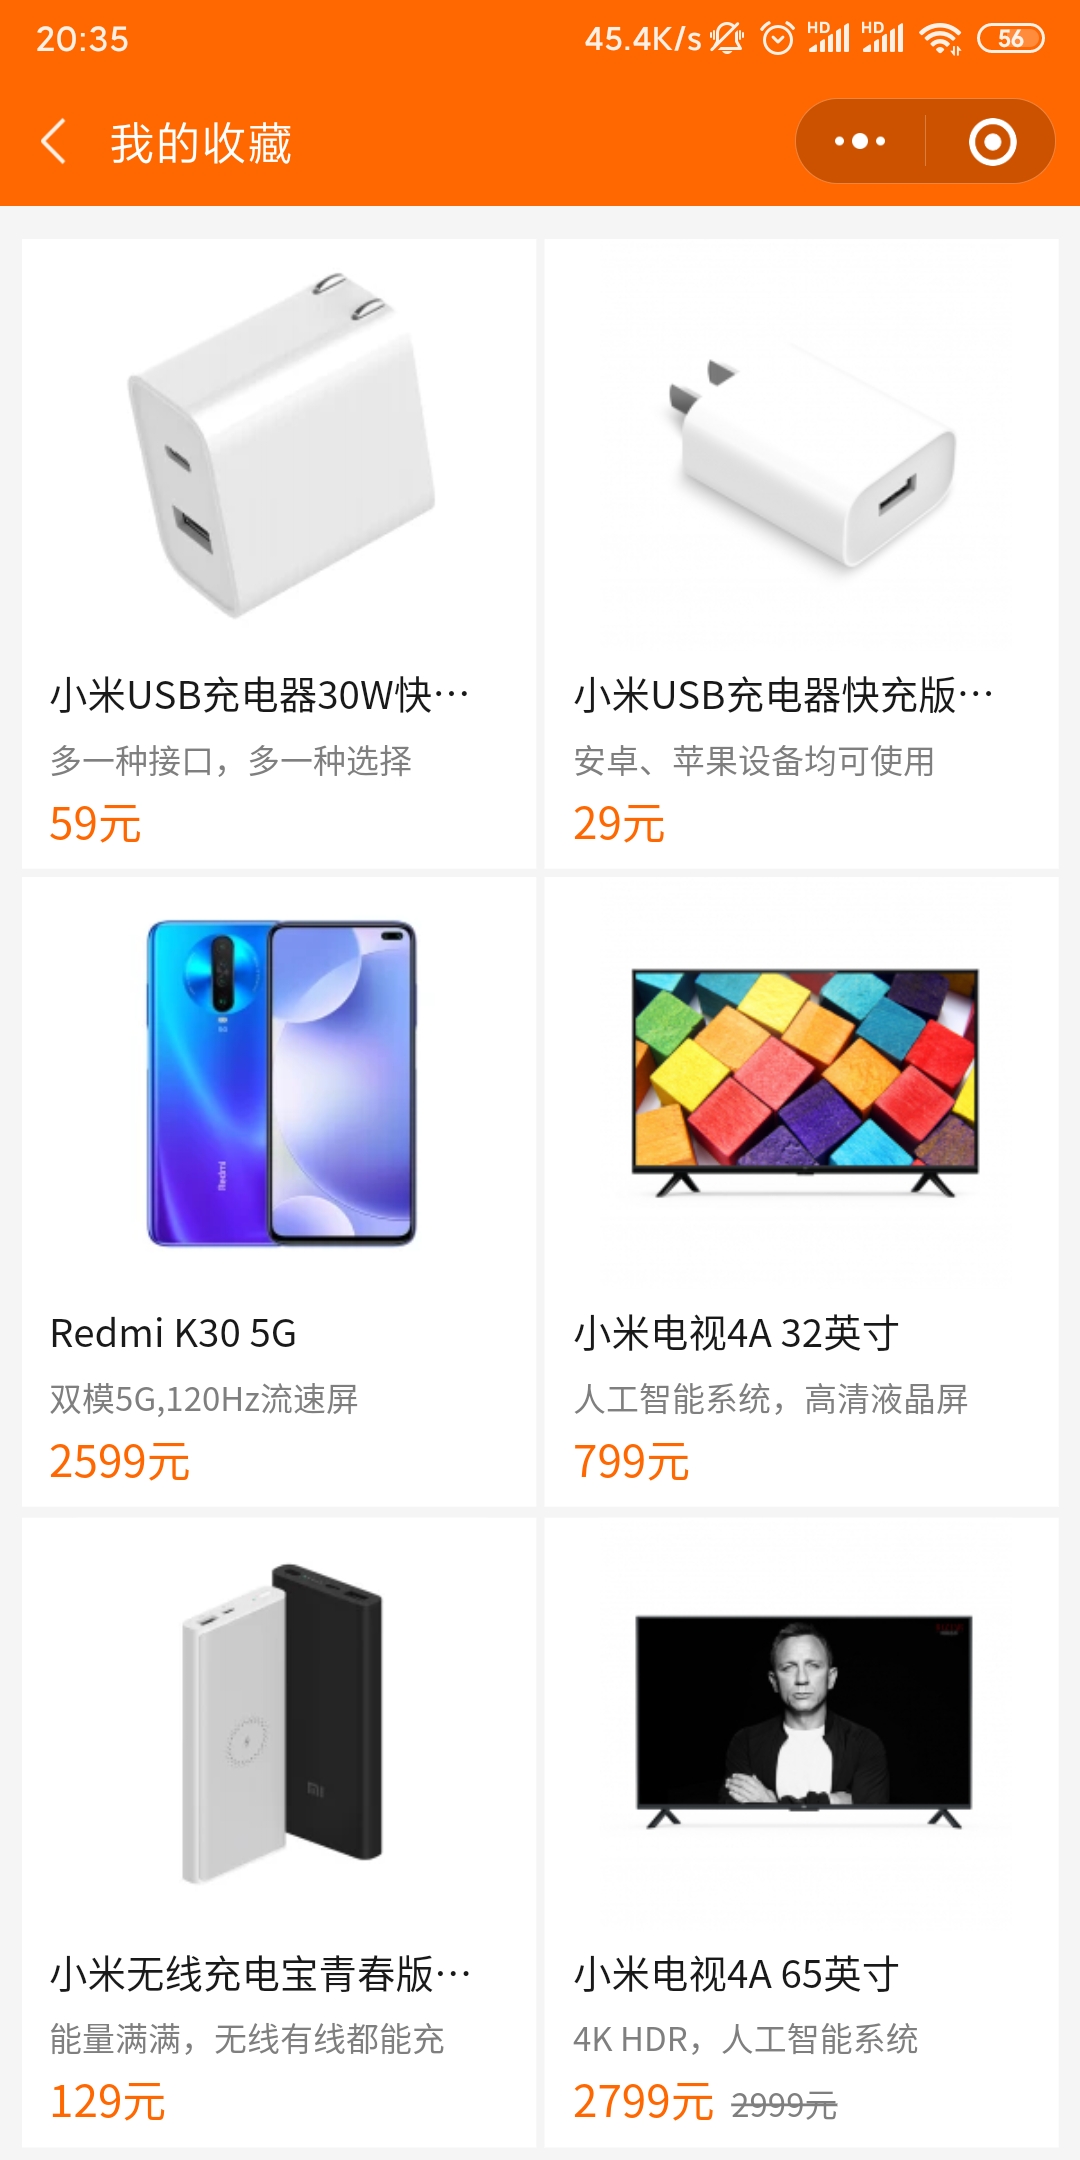 20:35
45.4K/s HD HD 56
我的收藏
小米USB充电器30W快…
多一种接口，多一种选择
59元
小米USB充电器快充版…
安卓、苹果设备均可使用
29元
Redmi
Redmi K30 5G
双模5G,120Hz流速屏
2599元
小米电视4A 32英寸
人工智能系统，高清液晶屏
799元
小米无线充电宝青春版…
能量满满，无线有线都能充
129元
小米电视4A 65英寸
4K HDR，人工智能系统
2799元 2999元